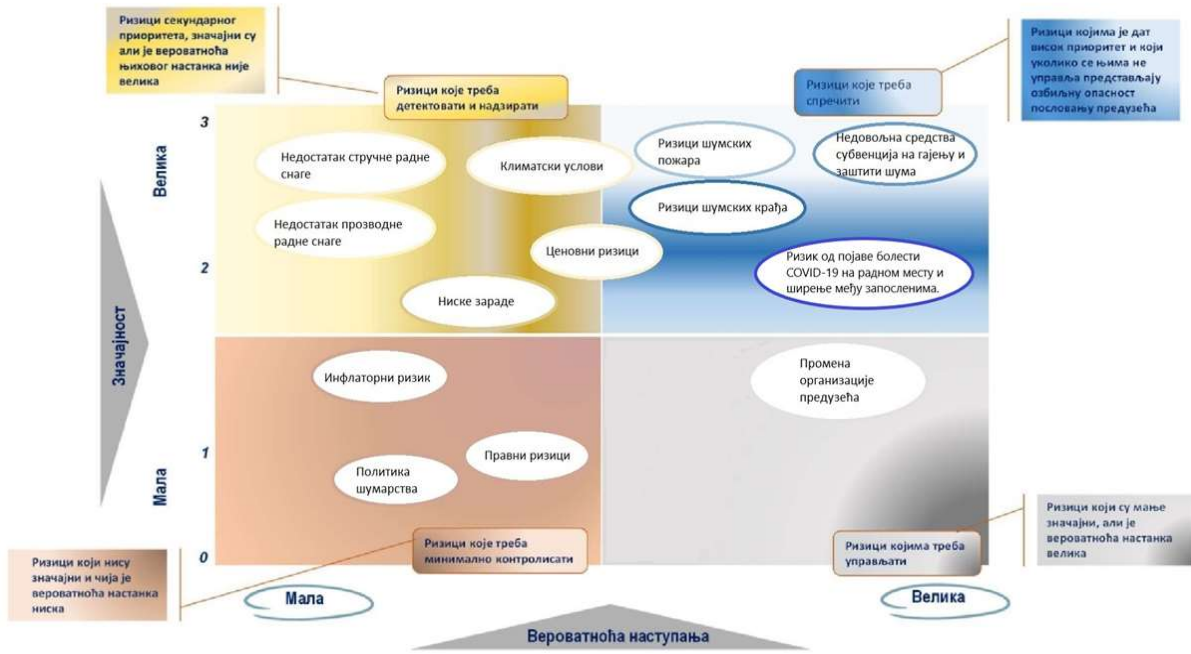 Ризици секундарног
приоритета, значајни су
али је вероватноћа
њиховог настанка није
велика
Ризици којима је дат
висок приоритет и који
уколико се њима не
управља представљају
озбиљну опасност
пословању предузећа
Ризици које треба
детектовати и надзирати
Ризици које треба
спречити
3
Велика
Недостатак стручне радне
снаге
Климатски услови
Ризици шумских
пожара
Недовољна средства
субвенција на гајењу и
заштити шума
Недостатак прозводне
радне снаге
Ризици шумских крађа
Ценовни ризици
2
Ризик од појаве болести
COVID-19 на радном месту и
ширење међу запосленима.
Ниске зараде
Значајност
Инфлаторни ризик
Промена
организације
предузећа
1
Правни ризици
Политика
шумарства
Мала
0
Ризици које треба
минимално контролисати
Ризици којима треба
управљати
Ризици који су мање
значајни, али је
вероватноћа настанка
велика
Ризици који нису
значајни и чија је
вероватноћа настанка
ниска
Мала
Велика
Вероватноћа наступања